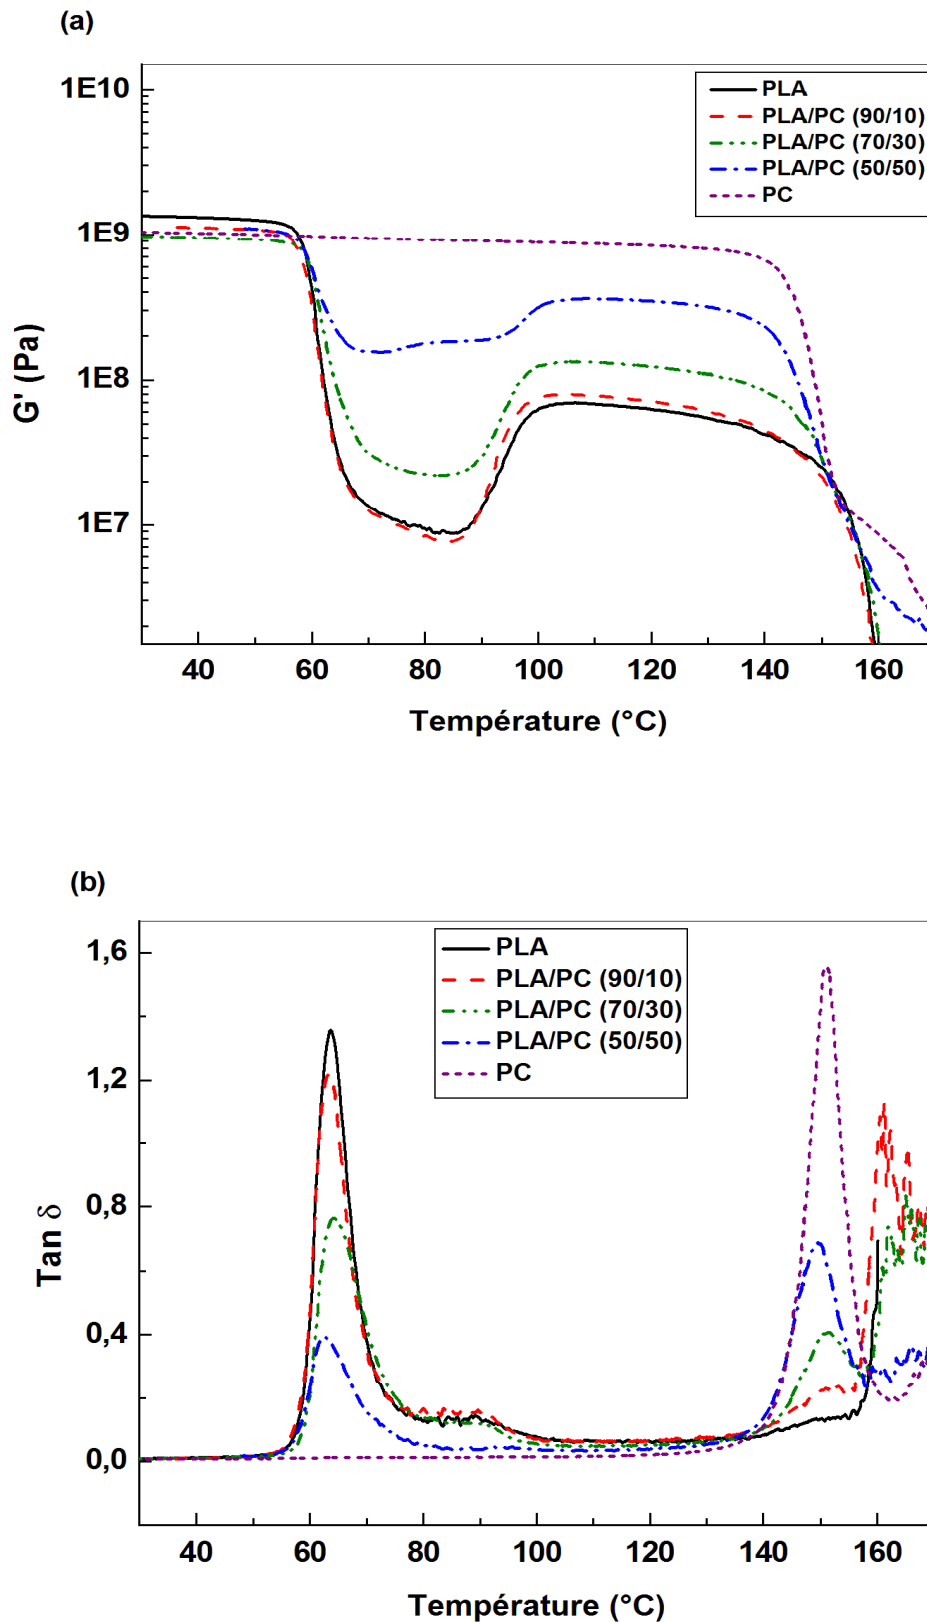 (a)
1E10
1E9
1E8
1E7
G' (Pa)
PLA
PLA/PC (90/10)
PLA/PC (70/30)
PLA/PC (50/50)
PC
40 60 80 100 120 140 160
Température (°C)
(b)
1,6
1,2
0,8
0,4
0,0
Tan δ
PLA
PLA/PC (90/10)
PLA/PC (70/30)
PLA/PC (50/50)
PC
40 60 80 100 120 140 160
Température (°C)